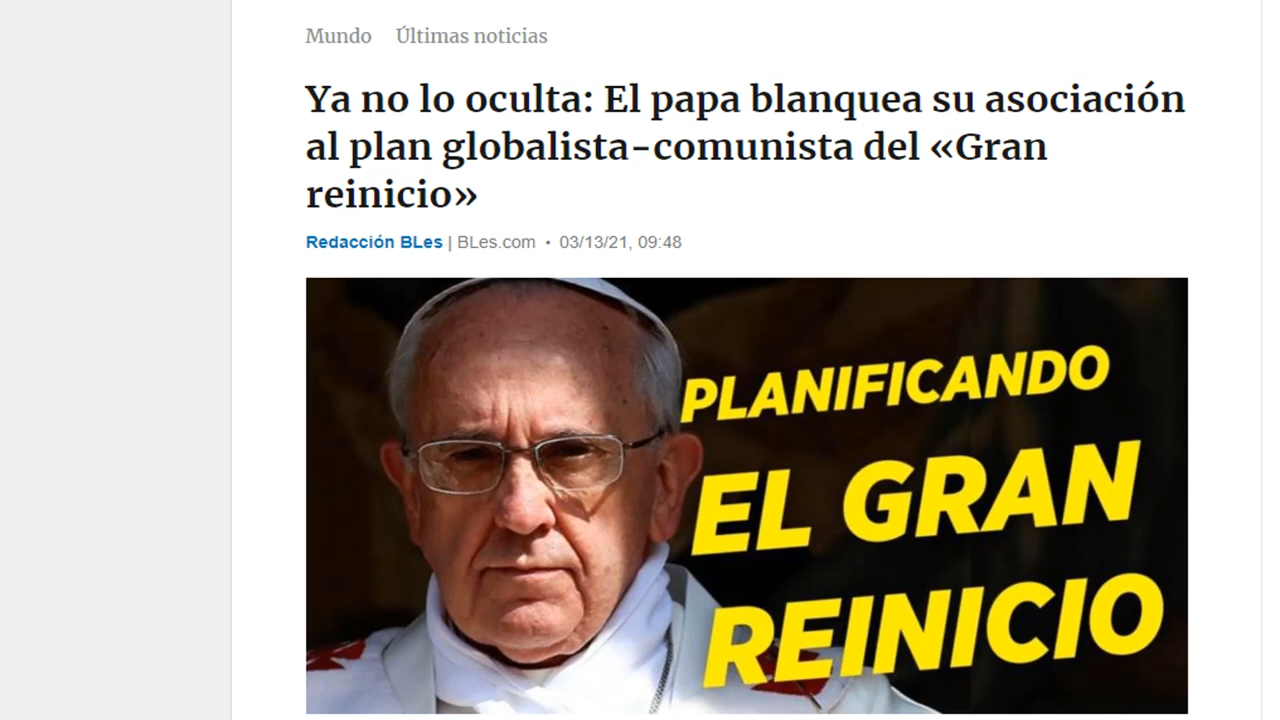 Mundo Últimas noticias
Ya no lo oculta: El papa blanquea su asociación
al plan globalista-comunista del «Gran
reinicio»
Redacción BLes | BLes.com • 03/13/21, 09:48
PLANIFICANDO
EL GRAN
REINICIO